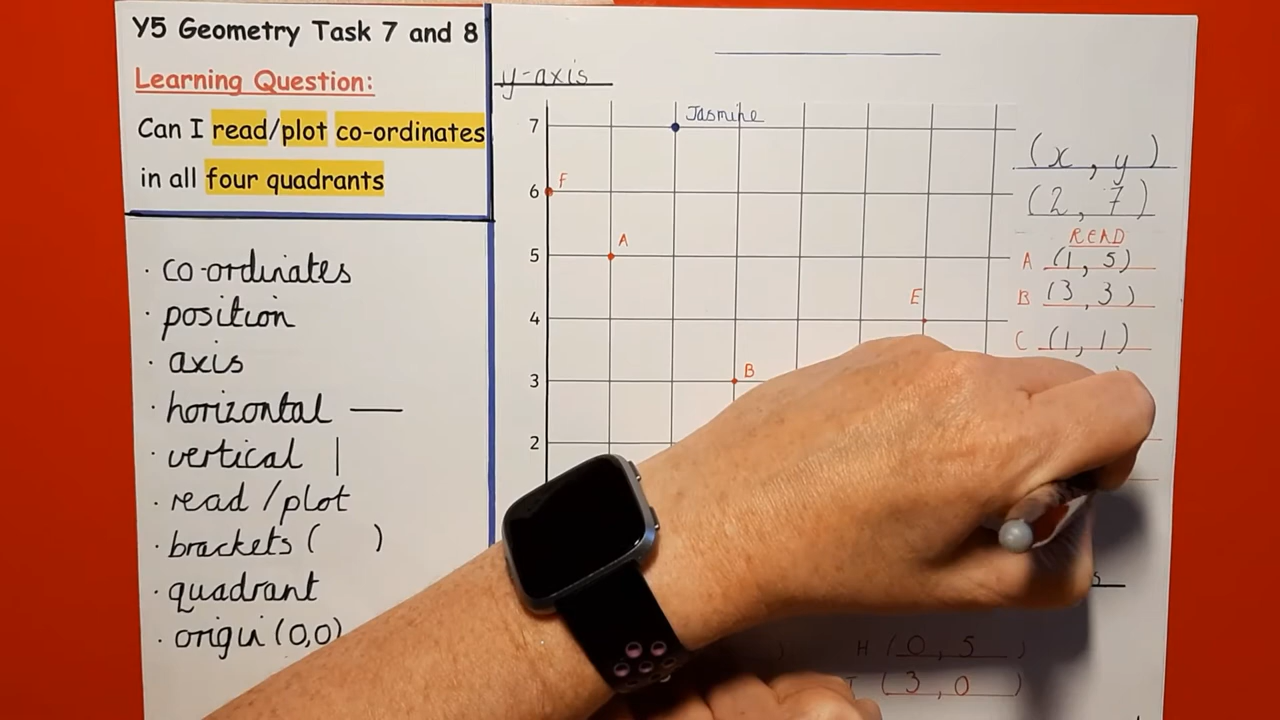 Y5 Geometry Task 7 and 8
Learning Question:
Can I read/plot co-ordinates
in all four quadrants
· co-ordinates
· position
· axis
· horizontal —
· vertical |
· read / plot
· brackets ( )
· quadrant
· origin (0,0)
y-axis
Jasmine
7
F
6
A
5
E
4
B
3
2
(x, y)
(2, 7)
READ
A (1, 5)
B (3, 3)
C (1, 1)
H (0, 5)
(3, 0)